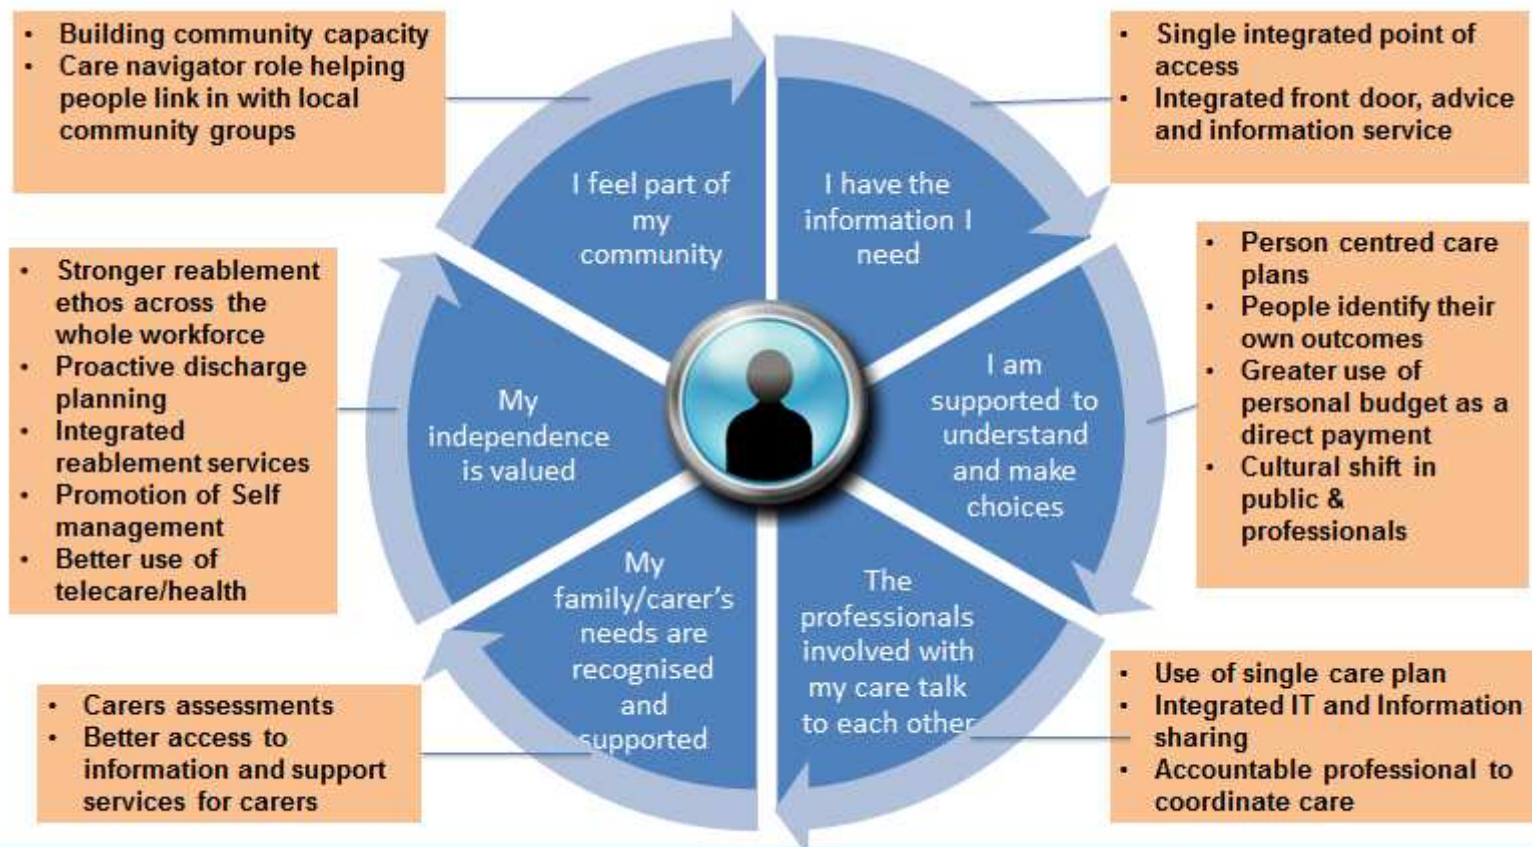 • Building community capacity
• Care navigator role helping
people link in with local
community groups
• Single integrated point of
access
• Integrated front door, advice
and information service
I feel part of
my
community
I have the
information I
need
• Stronger reablement
ethos across the
whole workforce
• Proactive discharge
planning
• Integrated
reablement services
• Promotion of Self
management
• Better use of
telecare/health
My
independence
is valued
I am
supported to
understand
and make
choices
• Person centred care
plans
• People identify their
own outcomes
• Greater use of
personal budget as a
direct payment
• Cultural shift in
public &
professionals
My
family/carer's
needs are
recognised
and
supported
The
professionals
involved with
my care talk
to each other
• Carers assessments
• Better access to
information and support
services for carers
• Use of single care plan
• Integrated IT and Information
sharing
• Accountable professional to
coordinate care